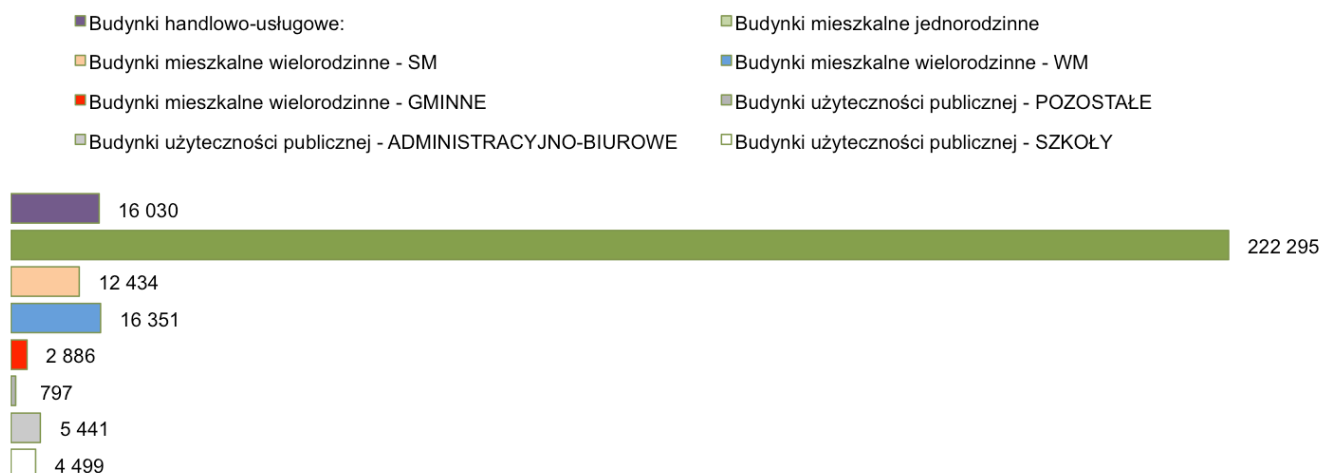 Budynki handlowo-usługowe:
Budynki mieszkalne jednorodzinne
Budynki mieszkalne wielorodzinne - SM
Budynki mieszkalne wielorodzinne - WM
Budynki mieszkalne wielorodzinne - GMINNE
Budynki użyteczności publicznej - POZOSTAŁE
Budynki użyteczności publicznej - ADMINISTRACYJNO-BIUROWE
Budynki użyteczności publicznej - SZKOŁY
16 030
222 295
12 434
16 351
2 886
797
5 441
4 499